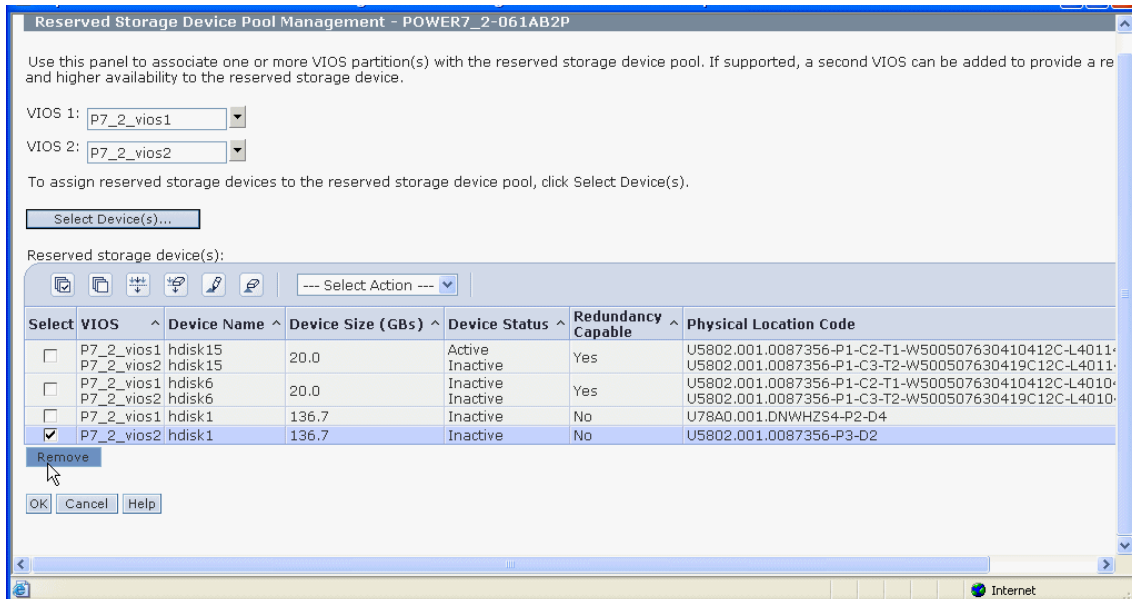 Reserved Storage Device Pool Management - POWER7_2-061AB2P
Use this panel to associate one or more VIOS partition(s) with the reserved storage device pool. If supported, a second VIOS can be added to provide a re
and higher availability to the reserved storage device.
VIOS 1: P7_2_vios1
VIOS 2: P7_2_vios2
To assign reserved storage devices to the reserved storage device pool, click Select Device(s).
Select Device(s)...
Reserved storage device(s):
--- Select Action ---
Select VIOS ^ Device Name ^ Device Size (GBs) ^ Device Status ^ Redundancy Capable ^ Physical Location Code
P7_2_vios1 hdisk15 20.0 Active Yes U5802.001.0087356-P1-C2-T1-W500507630410412C-L4011
P7_2_vios2 hdisk15 Inactive U5802.001.0087356-P1-C3-T2-W500507630419C12C-L4011
P7_2_vios1 hdisk6 20.0 Inactive Yes U5802.001.0087356-P1-C2-T1-W500507630410412C-L4010
P7_2_vios2 hdisk6 Inactive U5802.001.0087356-P1-C3-T2-W500507630419C12C-L4010
P7_2_vios1 hdisk1 136.7 Inactive No U78A0.001.DNWHZS4-P2-D4
P7_2_vios2 hdisk1 136.7 Inactive No U5802.001.0087356-P3-D2
Remove
OK Cancel Help
Internet